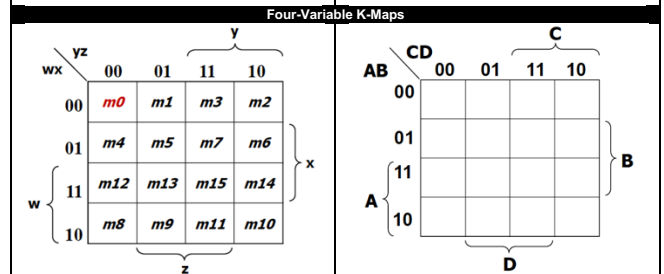 Four-Variable K-Maps
y
yz
wx
00 01 11 10
00 m0 m1 m3 m2
01 m4 m5 m7 m6
x
11 m12 m13 m15 m14
w
10 m8 m9 m11 m10
z
C
CD
AB
00 01 11 10
00
01
B
11
A
10
D